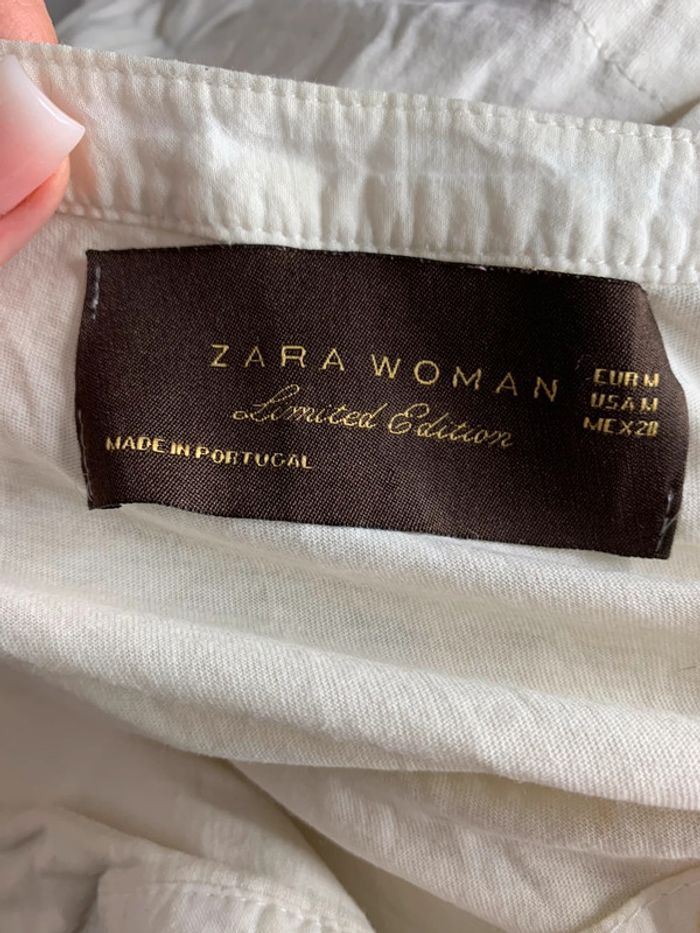 ZARA WOMAN
Limited Edition
MADE IN PORTUGAL
EUR M
USA M
MEX 28